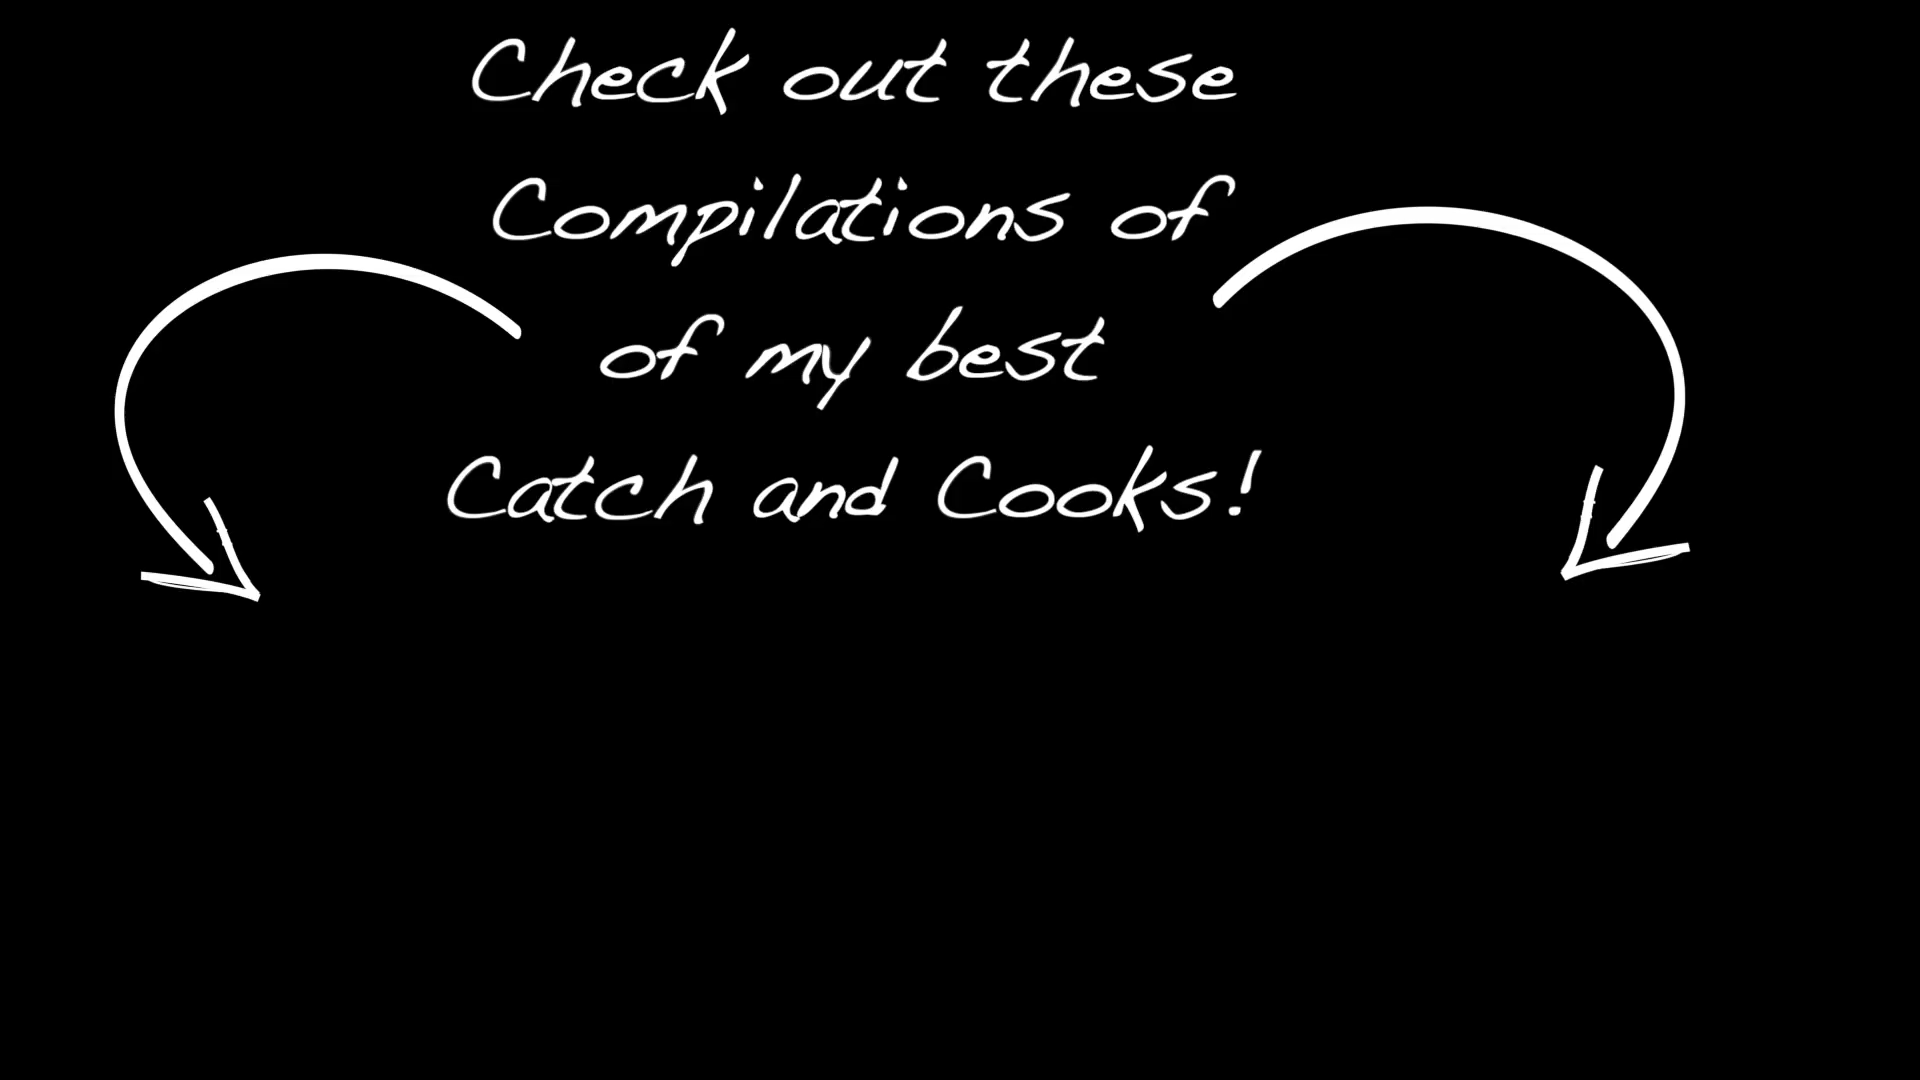 Check out these
Compilations of
of my best
Catch and Cooks!